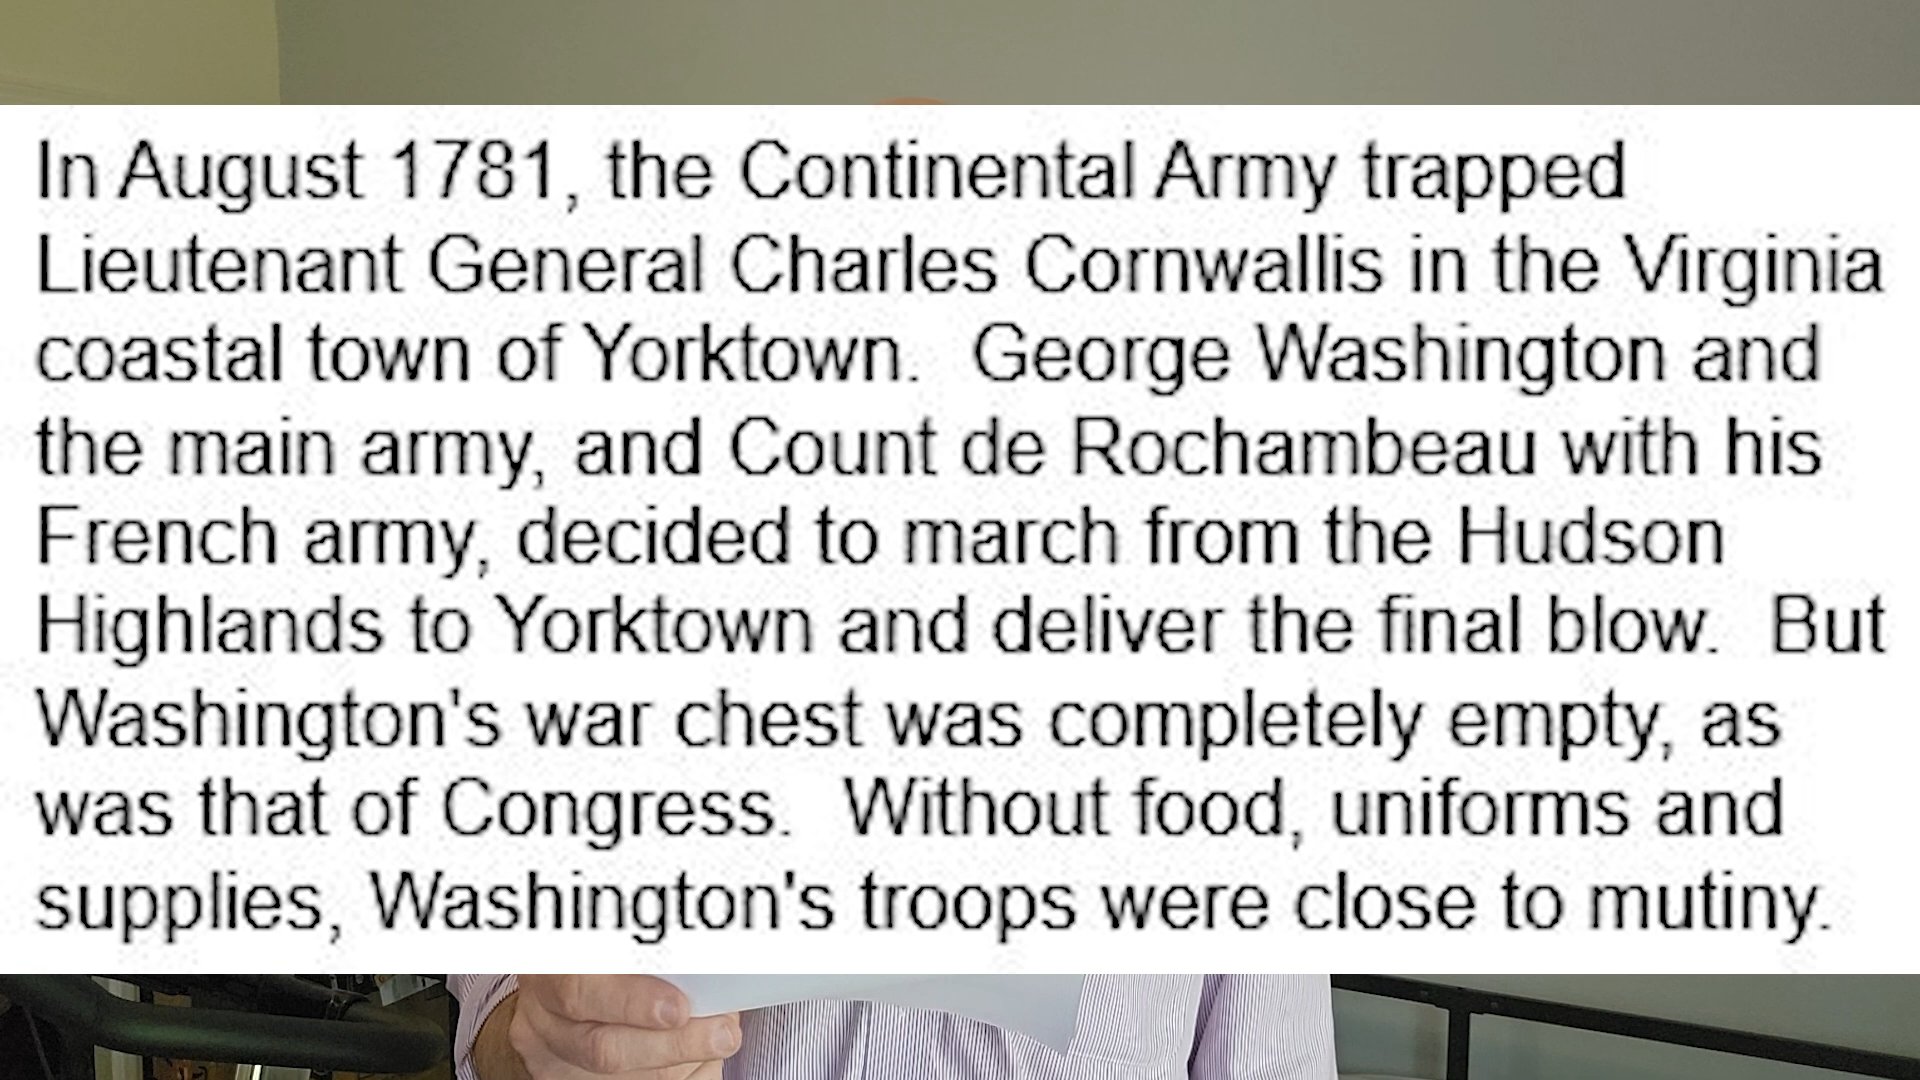 In August 1781, the Continental Army trapped
Lieutenant General Charles Cornwallis in the Virginia
coastal town of Yorktown.  George Washington and
the main army, and Count de Rochambeau with his
French army, decided to march from the Hudson
Highlands to Yorktown and deliver the final blow.  But
Washington's war chest was completely empty, as
was that of Congress.  Without food, uniforms and
supplies, Washington's troops were close to mutiny.